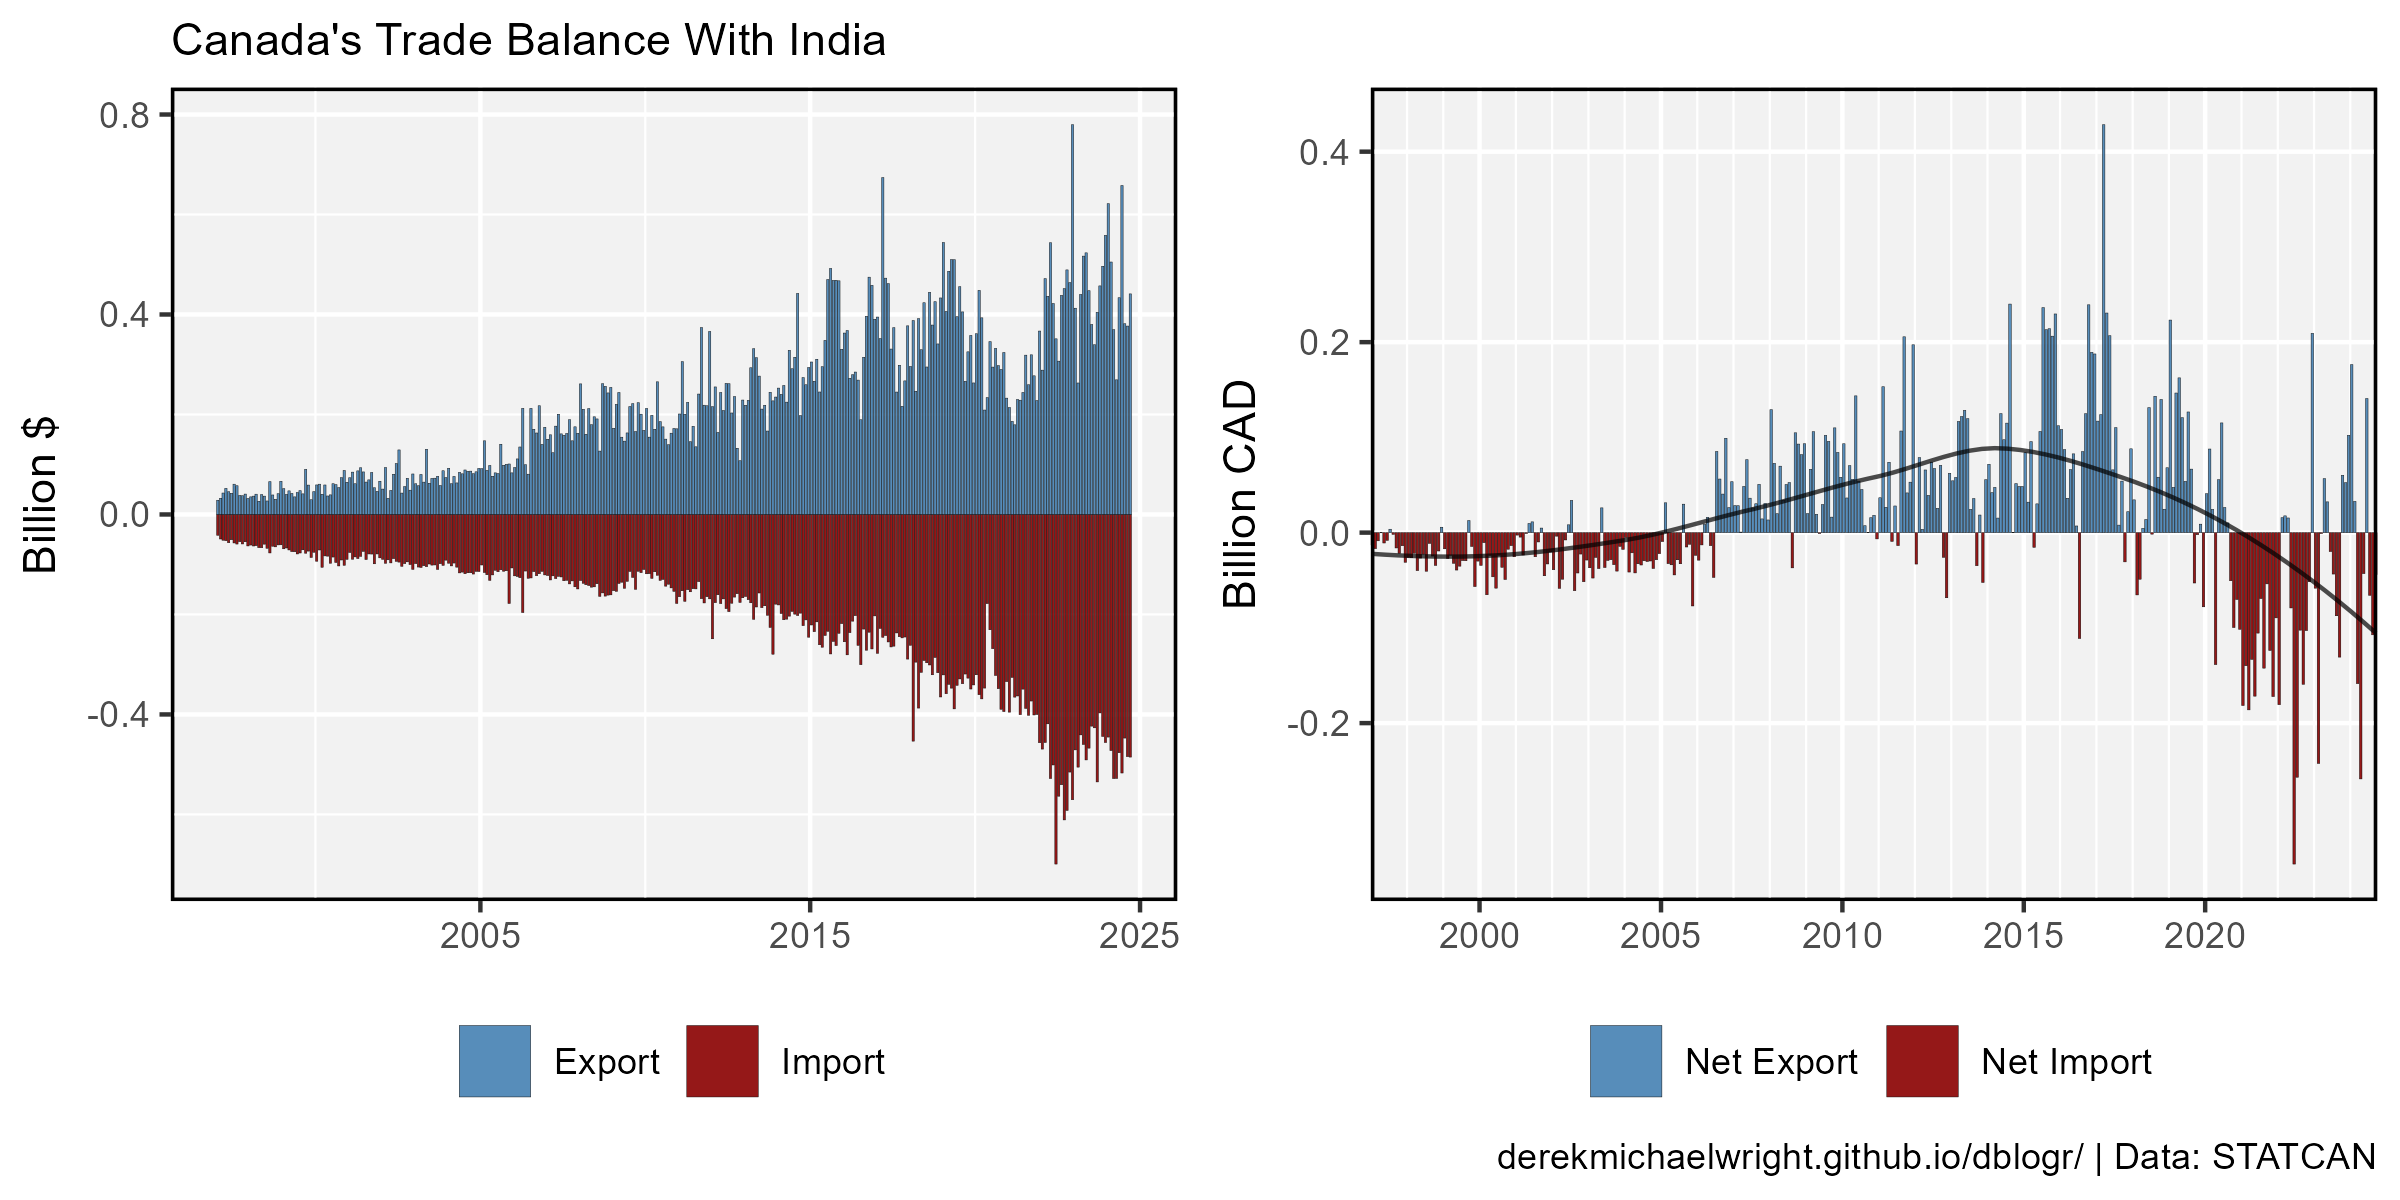 Canada's Trade Balance With India
Billion $
0.8
0.4
0.0
-0.4
2005 2015 2025
Export Import
Billion CAD
0.4
0.2
0.0
-0.2
2000 2005 2010 2015 2020
Net Export Net Import
derekmichaelwright.github.io/dblogr/ | Data: STATCAN